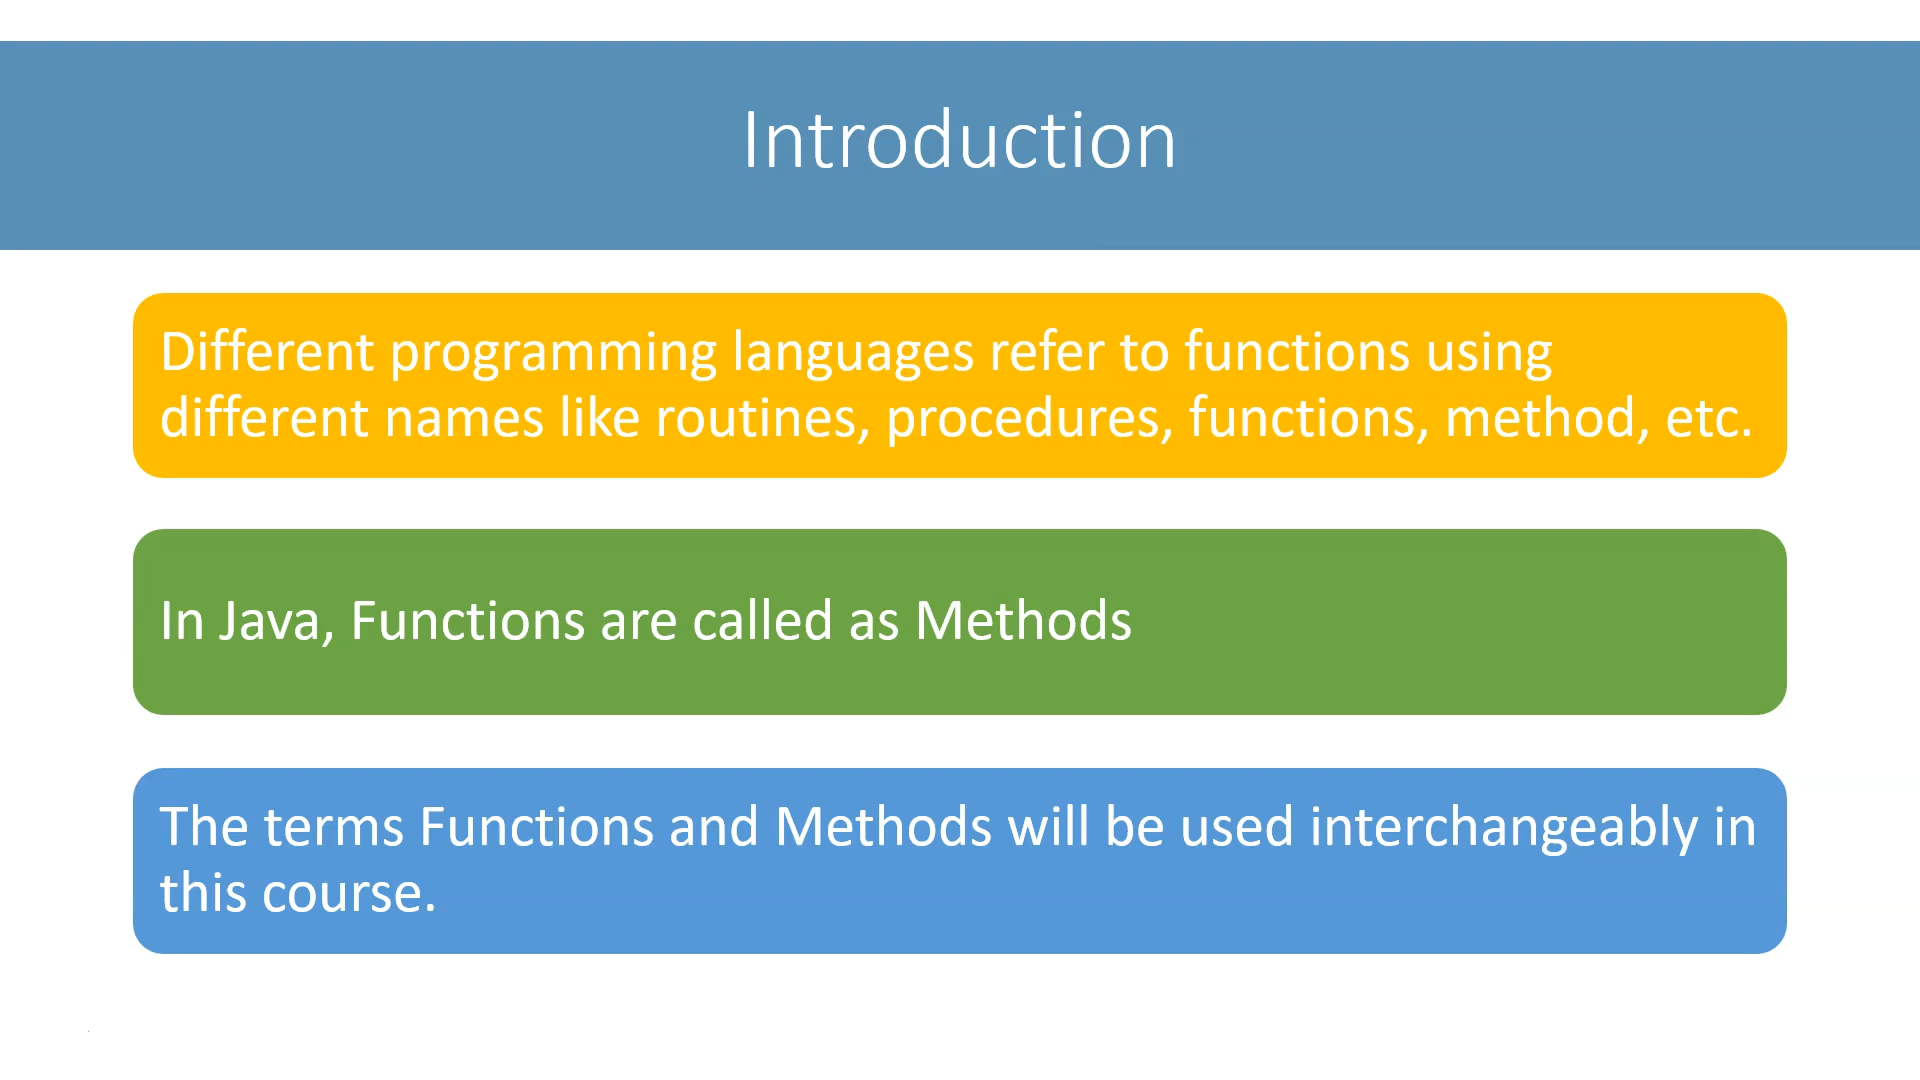 Introduction
Different programming languages refer to functions using
different names like routines, procedures, functions, method, etc.
In Java, Functions are called as Methods
The terms Functions and Methods will be used interchangeably in
this course.